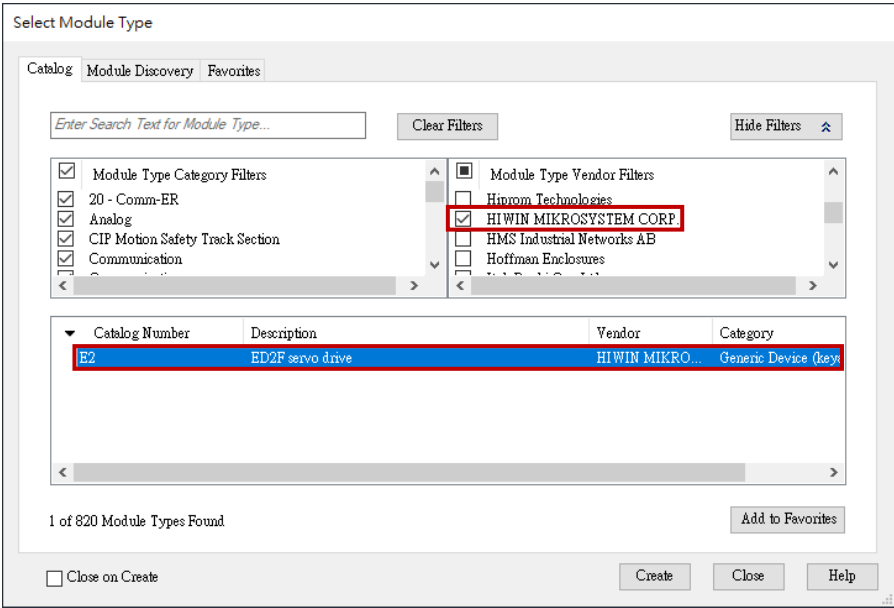 Select Module Type
Catalog Module Discovery Favorites
Enter Search Text for Module Type...
Clear Filters
Hide Filters
Module Type Category Filters
20 - Comm-ER
Analog
CIP Motion Safety Track Section
Communication
Module Type Vendor Filters
Hiprom Technologies
HIWIN MIKROSYSTEM CORP.
HMS Industrial Networks AB
Hoffman Enclosures
Catalog Number Description Vendor Category
E2 ED2F servo drive HIWIN MIKRO... Generic Device (keys
1 of 820 Module Types Found
Add to Favorites
Close on Create
Create Close Help